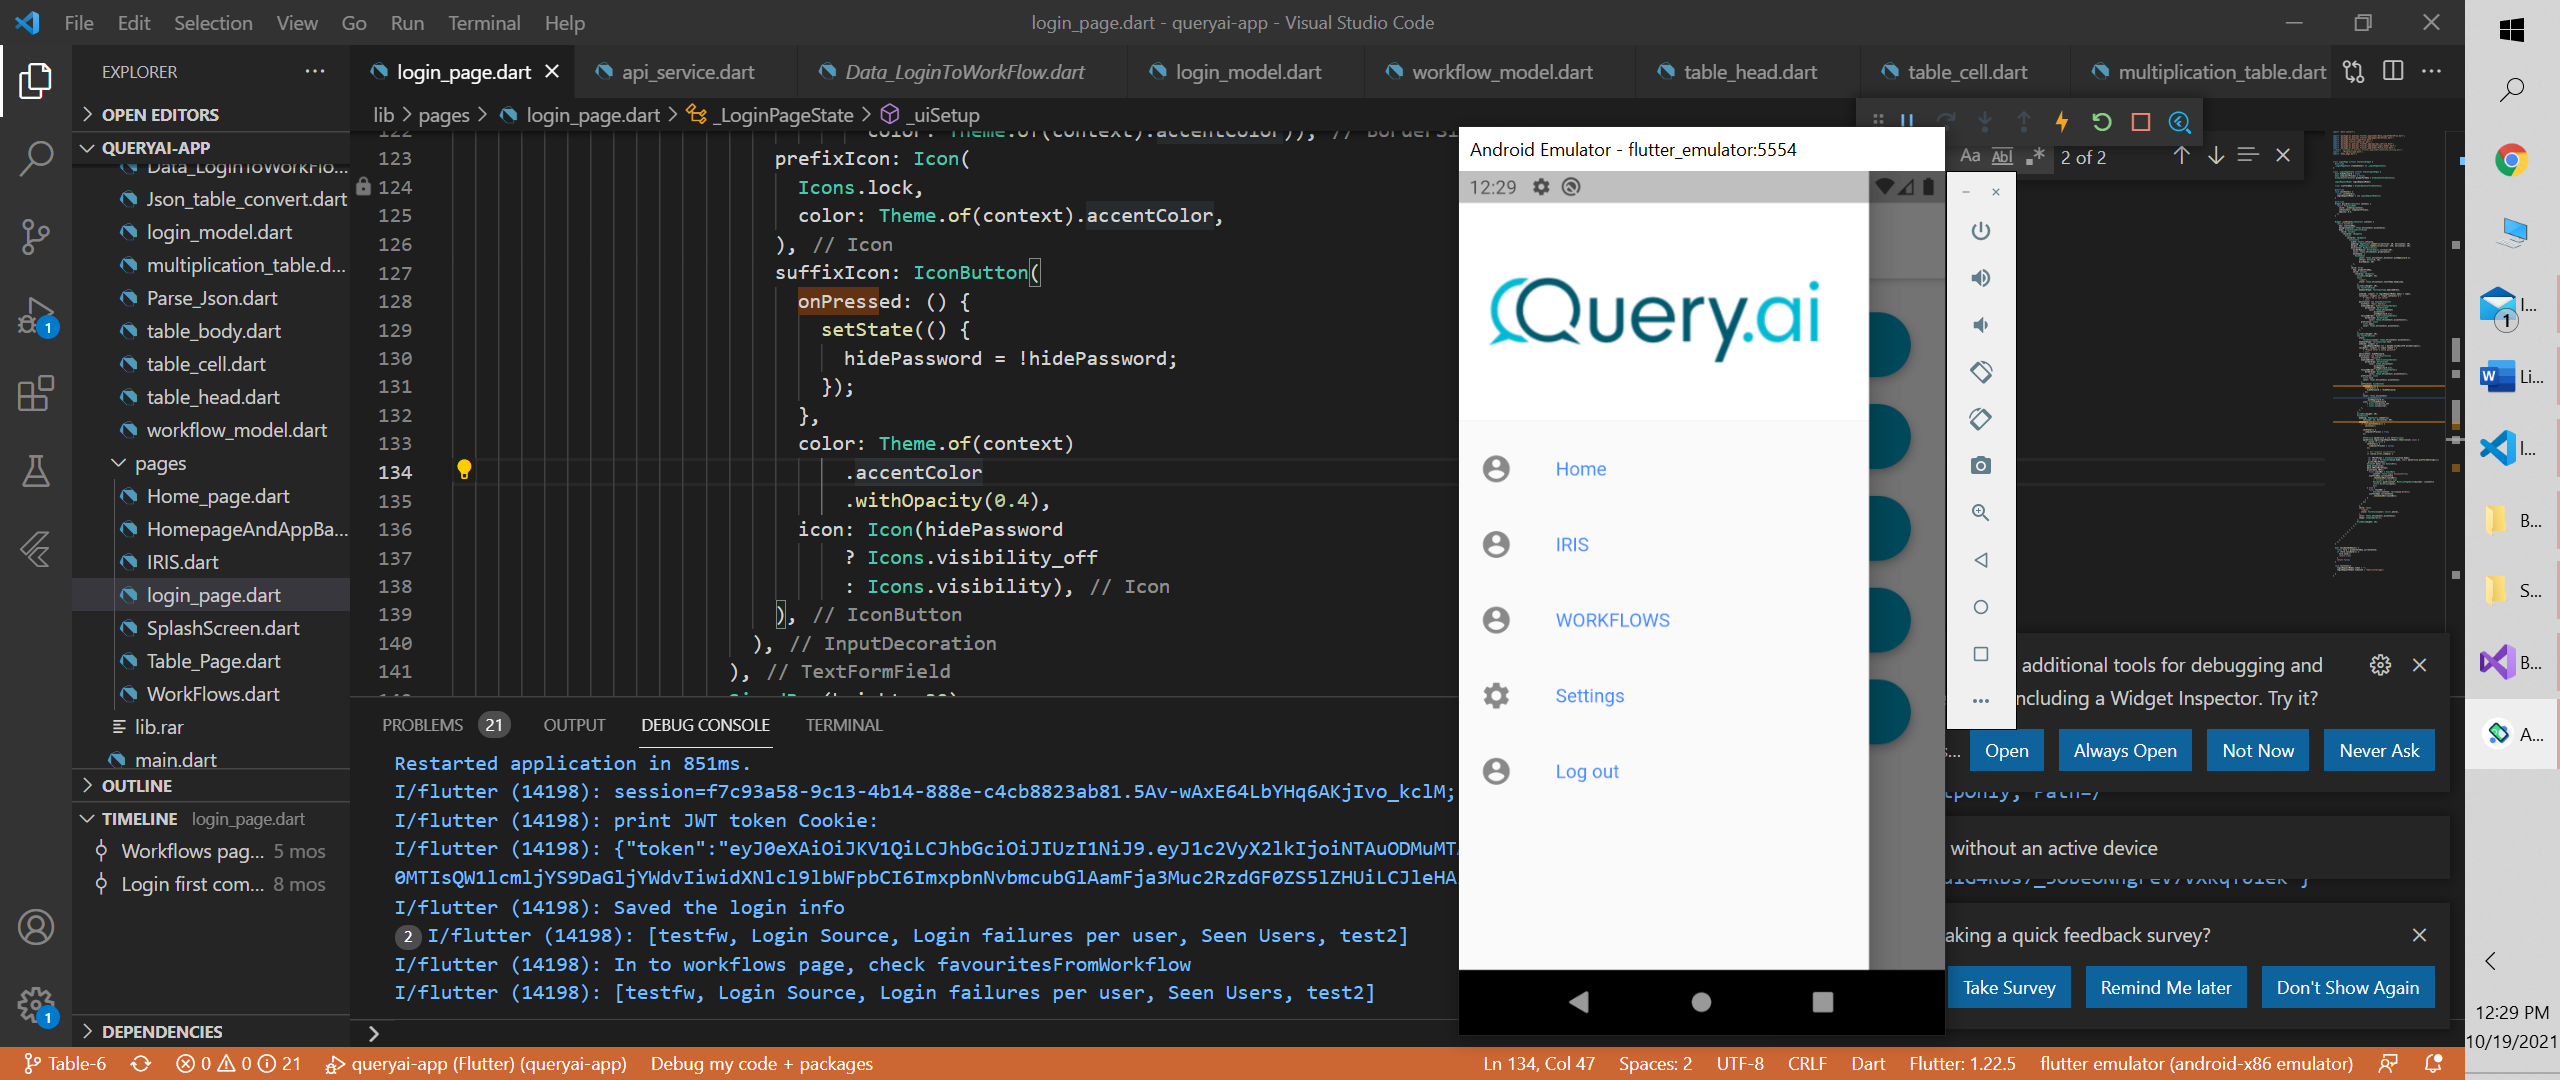 File Edit Selection View Go Run Terminal Help
login_page.dart - queryai-app - Visual Studio Code
EXPLORER
login_page.dart
api_service.dart
Data_LoginToWorkFlow.dart
login_model.dart
workflow_model.dart
table_head.dart
table_cell.dart
multiplication_table.dart
OPEN EDITORS
lib > pages > login_page.dart > _LoginPageState > _uiSetup
QUERYAI-APP
Data_LoginToWorkFlo...
Json_table_convert.dart
login_model.dart
multiplication_table.d...
Parse_Json.dart
table_body.dart
table_cell.dart
table_head.dart
workflow_model.dart
pages
Home_page.dart
HomepageAndAppBa...
IRIS.dart
login_page.dart
SplashScreen.dart
Table_Page.dart
WorkFlows.dart
lib.rar
main.dart
OUTLINE
TIMELINE login_page.dart
Workflows pag... 5 mos
Login first com... 8 mos
DEPENDENCIES
1
1
122 color: Theme.of(context).accentColor)), 
123 prefixIcon: Icon(
124 Icons.lock,
125 color: Theme.of(context).accentColor,
126 ), // Icon
127 suffixIcon: IconButton(
128 onPressed: () {
129 setState(() {
130 hidePassword = !hidePassword;
131 });
132 },
133 color: Theme.of(context)
134 .accentColor
135 .withOpacity(0.4),
136 icon: Icon(hidePassword
137 ? Icons.visibility_off
138 : Icons.visibility), // Icon
139 ), // IconButton
140 ), // InputDecoration
141 ), // TextFormField
Aa Abl .* 2 of 2
PROBLEMS 21 OUTPUT DEBUG CONSOLE TERMINAL
Restarted application in 851ms.
I/flutter (14198): session=f7c93a58-9c13-4b14-888e-c4cb8823ab81.5Av-wAxE64LbYHq6AKjIvo_kclM;
I/flutter (14198): print JWT token Cookie:
I/flutter (14198): {"token":"eyJ0eXAiOiJKV1QiLCJhbGciOiJIUzI1NiJ9.eyJ1c2VyX2lkIjoiNTAuODMuMT
0MTIsQW1lcmljYS9DaGljYWdvIiwidXNlcl9lbWFpbCI6ImxpbnNvbmcubGlAamFja3Muc2RzdGF0ZS5lZHUiLCJleHA
I/flutter (14198): Saved the login info
2 I/flutter (14198): [testfw, Login Source, Login failures per user, Seen Users, test2]
I/flutter (14198): In to workflows page, check favouritesFromWorkflow
I/flutter (14198): [testfw, Login Source, Login failures per user, Seen Users, test2]
Android Emulator - flutter_emulator:5554
12:29
Query.ai
Home
IRIS
WORKFLOWS
Settings
Log out
additional tools for debugging and
ncluding a Widget Inspector. Try it?
s... Open Always Open Not Now Never Ask
without an active device
aking a quick feedback survey?
Take Survey Remind Me later Don't Show Again
1
I...
Li...
I...
B...
S...
B...
A...
12:29 PM
10/19/2021
Table-6 0 0 21 queryai-app (Flutter) (queryai-app) Debug my code + packages
Ln 134, Col 47 Spaces: 2 UTF-8 CRLF Dart Flutter: 1.22.5 flutter emulator (android-x86 emulator)